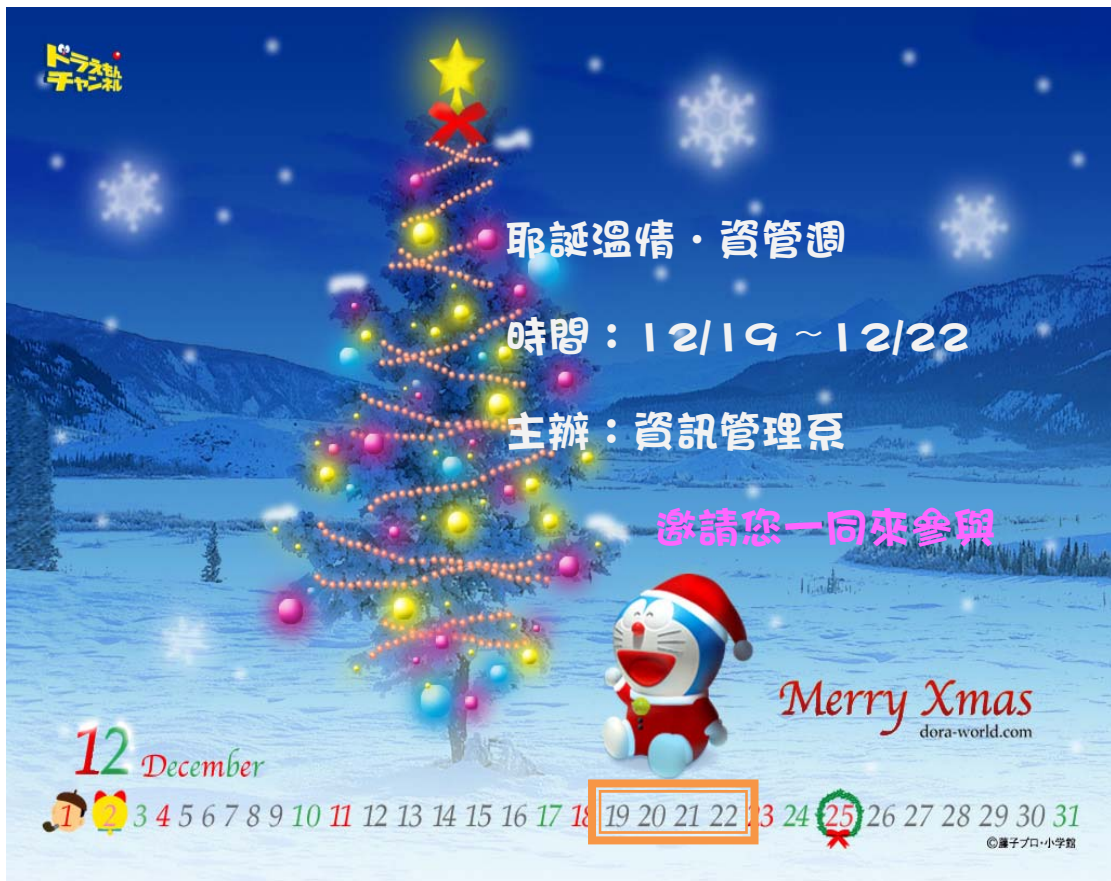 ドラえもん
チャンネル
耶誕溫情·資管週
時間：12/19～12/22
主辦：資訊管理系
邀請您一同來參與
Merry Xmas
dora-world.com
12 December
1 2 3 4 5 6 7 8 9 10 11 12 13 14 15 16 17 18 19 20 21 22 23 24 25 26 27 28 29 30 31
©藤子プロ・小学館